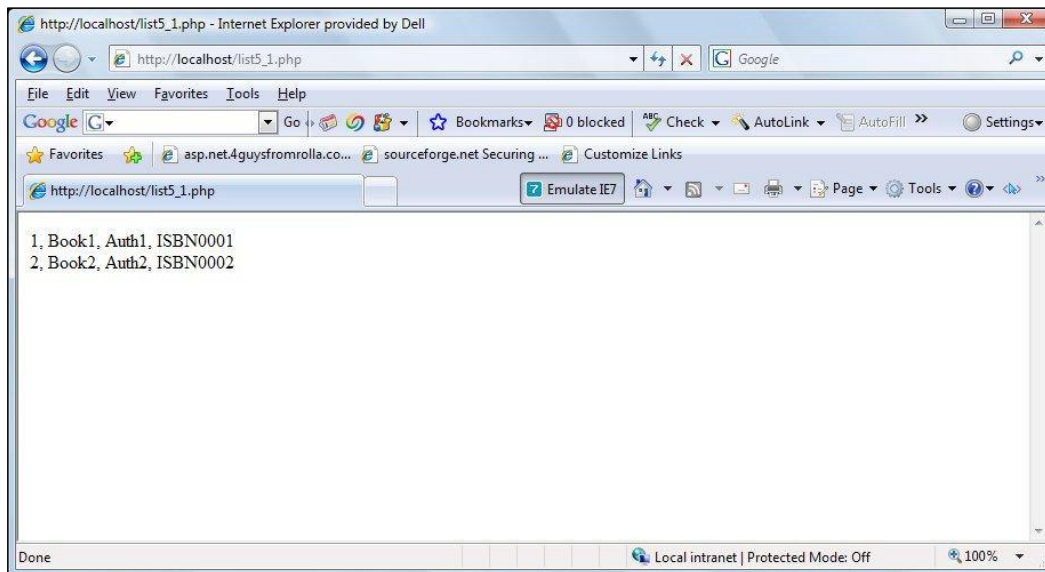 http://localhost/list5_1.php - Internet Explorer provided by Dell
http://localhost/list5_1.php
G Google
File Edit View Favorites Tools Help
Google G Go 0 blocked Bookmarks ABC Check AutoLink AutoFill » Settings
Favorites asp.net.4guysfromrolla.co... sourceforge.net Securing ... Customize Links
http://localhost/list5_1.php 7 Emulate IE7 Page Tools ? »
1, Book1, Auth1, ISBN0001
2, Book2, Auth2, ISBN0002
Done Local intranet | Protected Mode: Off 100%